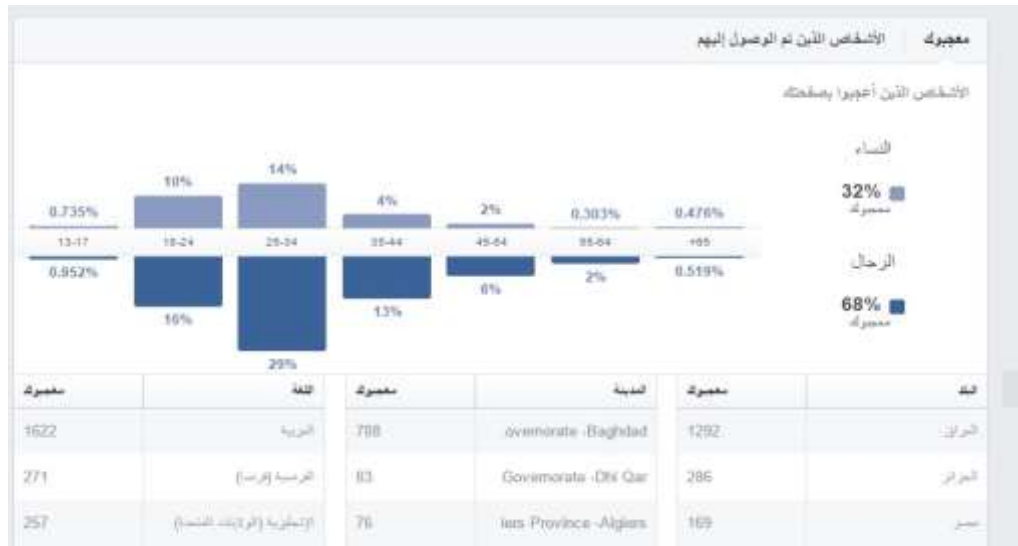 معجبوك الأشخاص الذين تم الوصول إليهم
الأشخاص الذين أعجبوا بصفحتك
النساء
32%
معجبوك
الرجال
68%
معجبوك
0.735% 10% 14% 4% 2% 0.303% 0.476%
13-17 18-24 25-34 35-44 45-54 55-64 +65
0.952% 16% 29% 13% 6% 2% 0.519%
البلد معجبوك المدينة معجبوك اللغة معجبوك
العراق 1292 overnorate -Baghdad العربية 1622
الجزائر 286 Governorate -Dhi Qar 83 الفرنسية (فرنسا) 271
مصر 169 iers Province -Algiers 76 الإنجليزية (الولايات المتحدة) 257